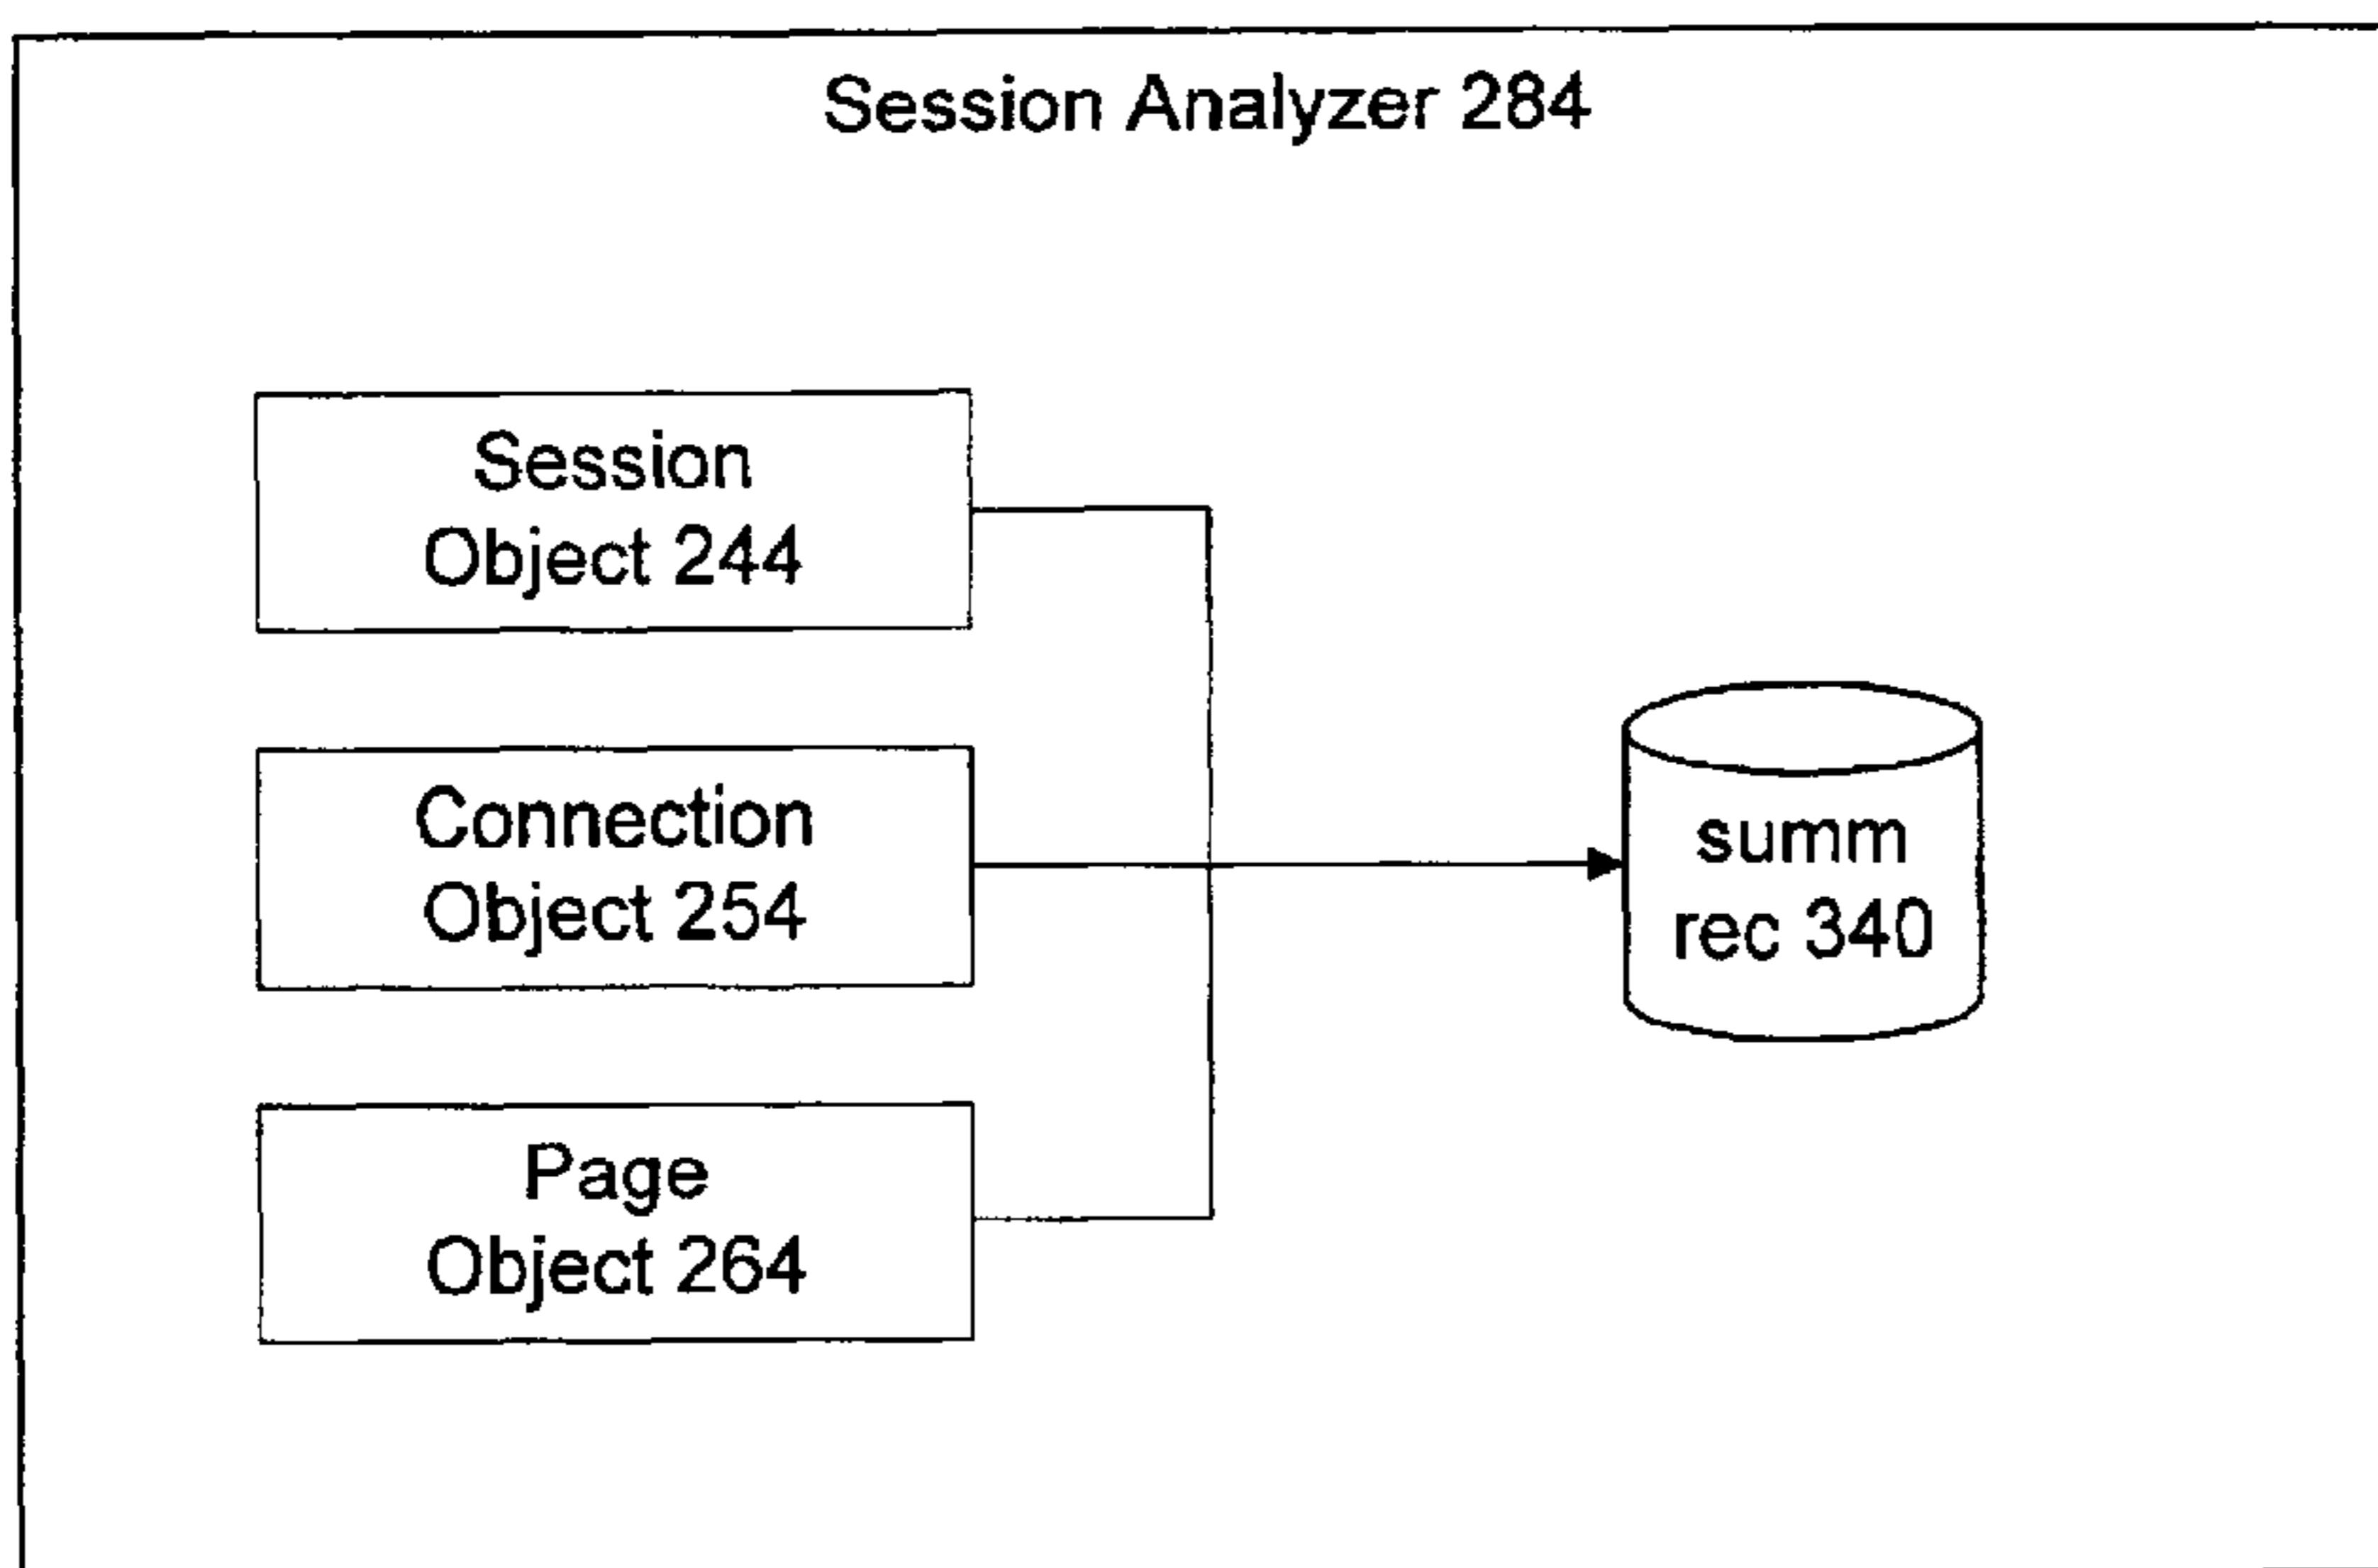 Session Analyzer 284
Session
Object 244
Connection
Object 254
Page
Object 264
summ
rec 340